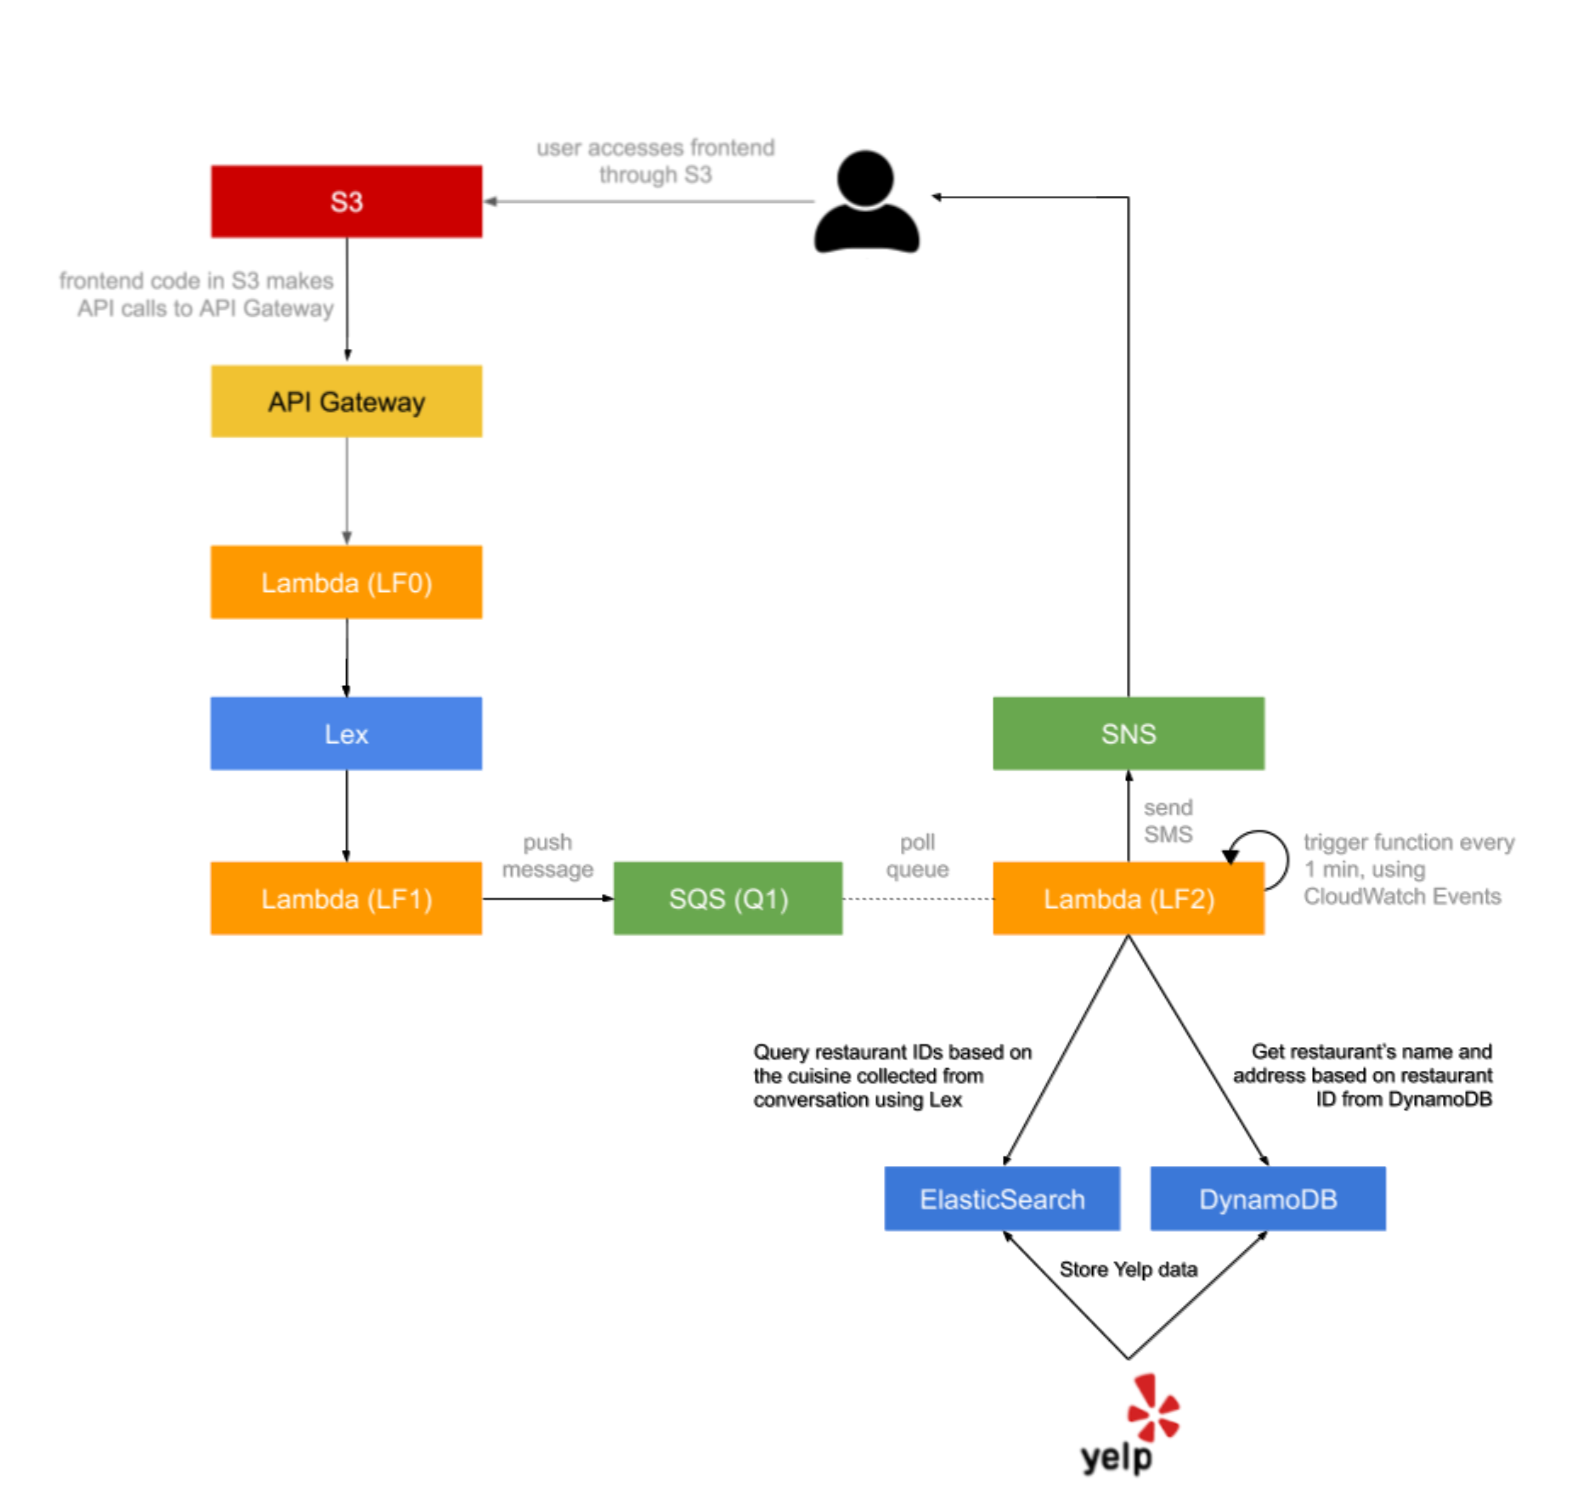 user accesses frontend
through S3
S3
frontend code in S3 makes
API calls to API Gateway
API Gateway
Lambda (LF0)
Lex
SNS
send
SMS
push
message
poll
queue
trigger function every
1 min, using
CloudWatch Events
Lambda (LF1)
SQS (Q1)
Lambda (LF2)
Query restaurant IDs based on
the cuisine collected from
conversation using Lex
Get restaurant's name and
address based on restaurant
ID from DynamoDB
ElasticSearch
DynamoDB
Store Yelp data
yelp